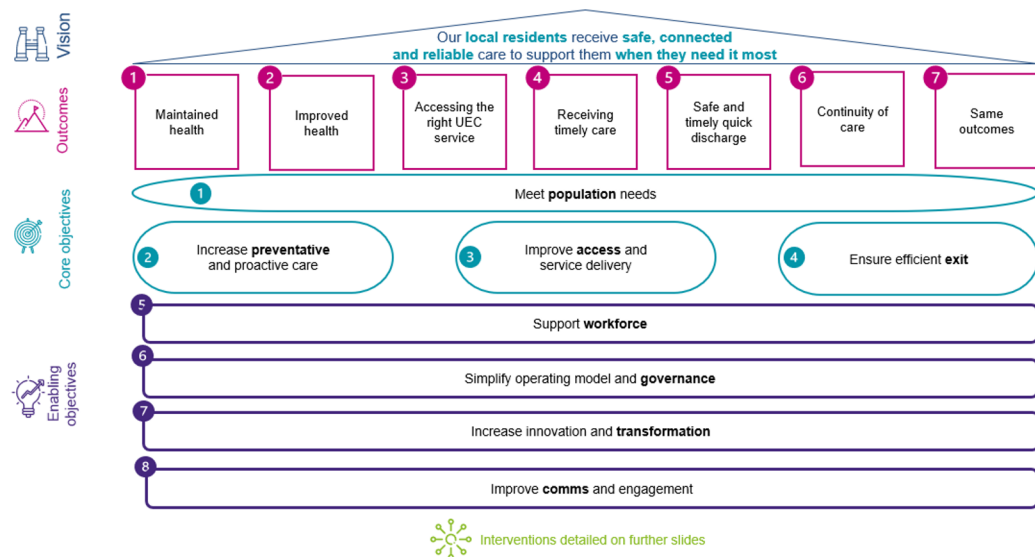 Vision
Our local residents receive safe, connected
and reliable care to support them when they need it most
Outcomes
1
Maintained
health
2
Improved
health
3
Accessing the
right UEC
service
4
Receiving
timely care
5
Safe and
timely quick
discharge
6
Continuity of
care
7
Same
outcomes
Core objectives
1
Meet population needs
2
Increase preventative
and proactive care
3
Improve access and
service delivery
4
Ensure efficient exit
Enabling
objectives
5
Support workforce
6
Simplify operating model and governance
7
Increase innovation and transformation
8
Improve comms and engagement
Interventions detailed on further slides